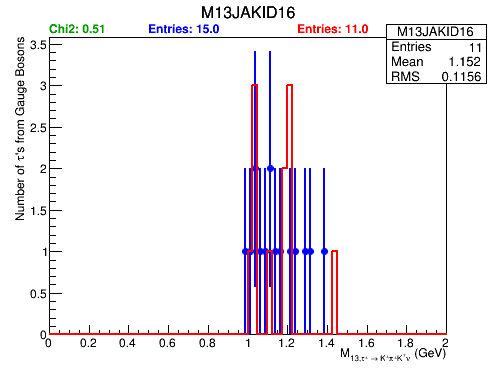 M13JAKID16
Chi2: 0.51 Entries: 15.0 Entries: 11.0
M13JAKID16
Entries 11
Mean 1.152
RMS 0.1156
Number of τ's from Gauge Bosons
3.5
3
2.5
2
1.5
1
0.5
0
0 0.2 0.4 0.6 0.8 1 1.2 1.4 1.6 1.8 2
(GeV)